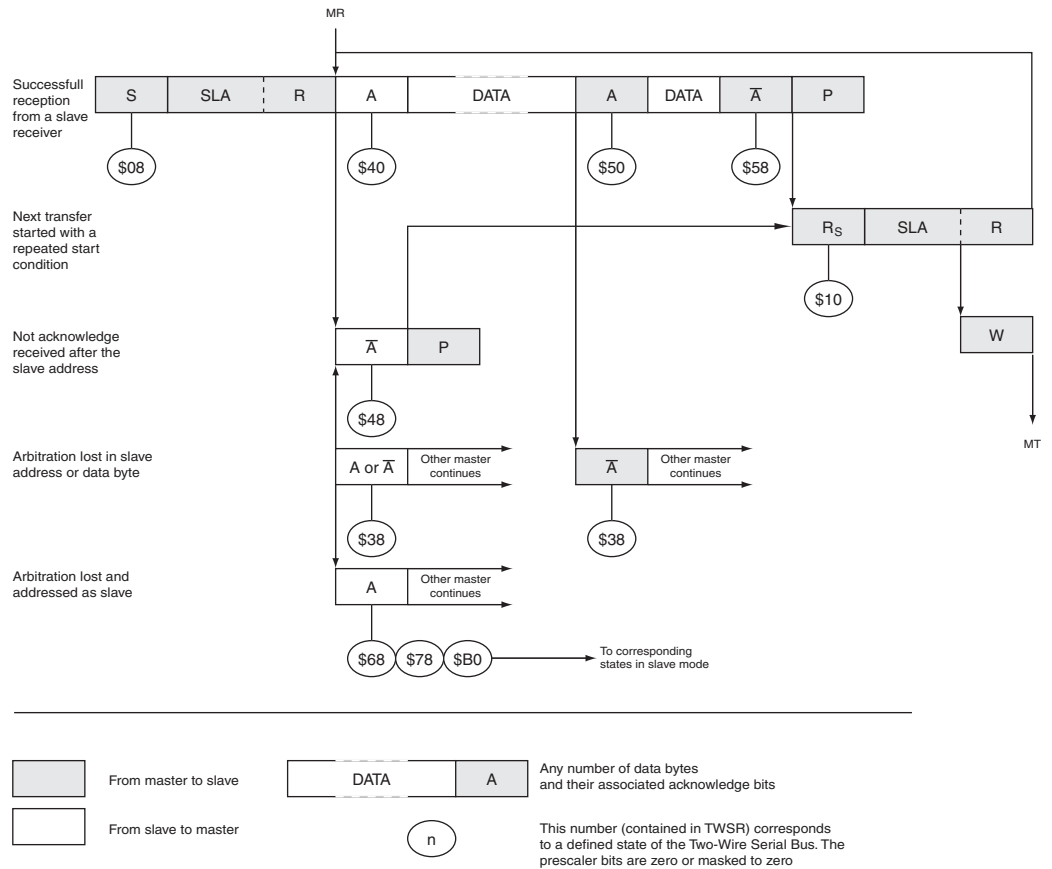 MR
Successfull
reception
from a slave
receiver
S SLA R A DATA A DATA A̅ P
$08 $40 $50 $58
Next transfer
started with a
repeated start
condition
RS SLA R
$10
Not acknowledge
received after the
slave address
A̅ P
W
$48
MT
Arbitration lost in slave
address or data byte
A or A̅
Other master
continues
A̅
Other master
continues
$38 $38
Arbitration lost and
addressed as slave
A
Other master
continues
$68 $78 $B0
To corresponding
states in slave mode
From master to slave
DATA A
Any number of data bytes
and their associated acknowledge bits
From slave to master
n
This number (contained in TWSR) corresponds
to a defined state of the Two-Wire Serial Bus. The
prescaler bits are zero or masked to zero